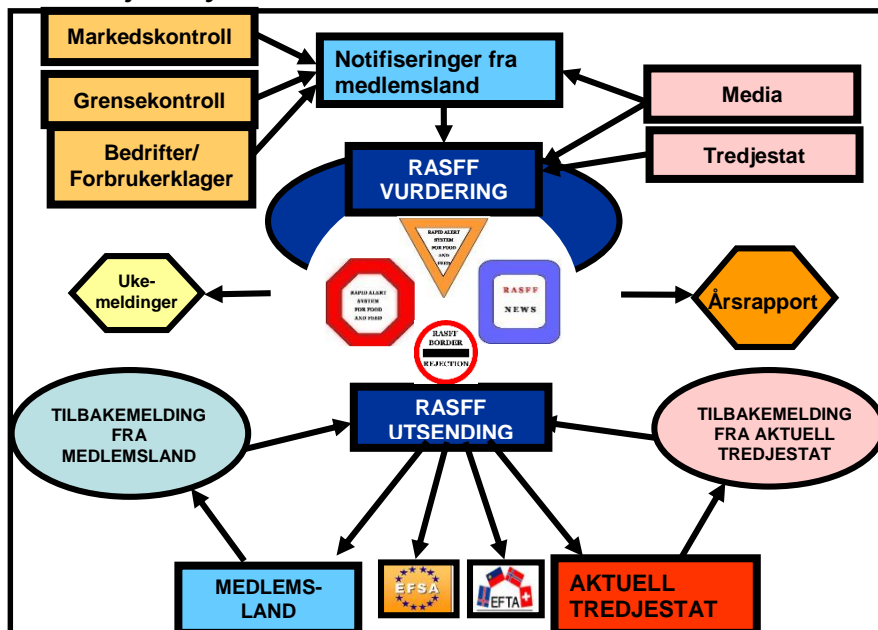 Markedskontroll
Grensekontroll
Bedrifter/
Forbrukerklager
Notifiseringer fra
medlemsland
Media
Tredjestat
RASFF
VURDERING
RAPID ALERT
SYSTEM
FOR FOOD
AND
FEED
Uke-
meldinger
RAPID ALERT
SYSTEM
FOR FOOD
AND FEED
RASFF
NEWS
Årsrapport
RASFF
BORDER
REJECTION
TILBAKEMELDING
FRA
MEDLEMSLAND
RASFF
UTSENDING
TILBAKEMELDING
FRA AKTUELL
TREDJESTAT
MEDLEMS-
LAND
EFSA
EFTA
AKTUELL
TREDJESTAT